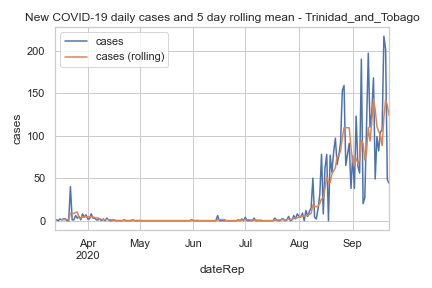 New COVID-19 daily cases and 5 day rolling mean - Trinidad_and_Tobago
cases
cases (rolling)
200
150
100
50
0
cases
Apr May Jun Jul Aug Sep
2020
dateRep